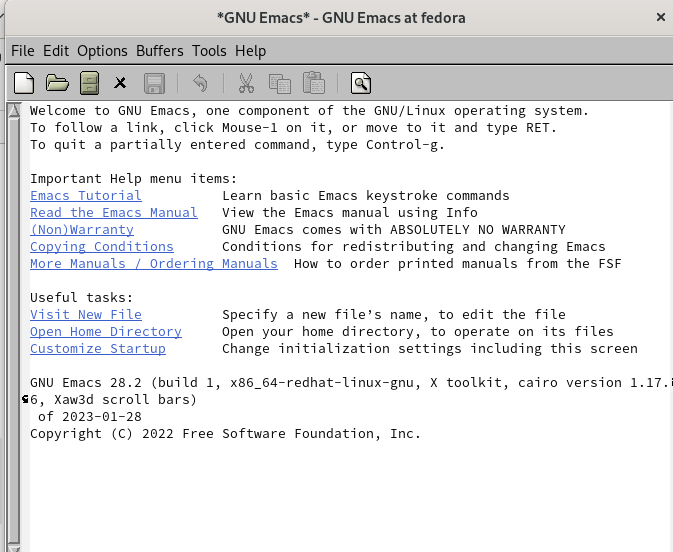 *GNU Emacs* - GNU Emacs at fedora
File Edit Options Buffers Tools Help
Welcome to GNU Emacs, one component of the GNU/Linux operating system.
To follow a link, click Mouse-1 on it, or move to it and type RET.
To quit a partially entered command, type Control-g.
Important Help menu items:
Emacs Tutorial Learn basic Emacs keystroke commands
Read the Emacs Manual View the Emacs manual using Info
(Non)Warranty GNU Emacs comes with ABSOLUTELY NO WARRANTY
Copying Conditions Conditions for redistributing and changing Emacs
More Manuals / Ordering Manuals How to order printed manuals from the FSF
Useful tasks:
Visit New File Specify a new file’s name, to edit the file
Open Home Directory Open your home directory, to operate on its files
Customize Startup Change initialization settings including this screen
GNU Emacs 28.2 (build 1, x86_64-redhat-linux-gnu, X toolkit, cairo version 1.17.
6, Xaw3d scroll bars)
of 2023-01-28
Copyright (C) 2022 Free Software Foundation, Inc.